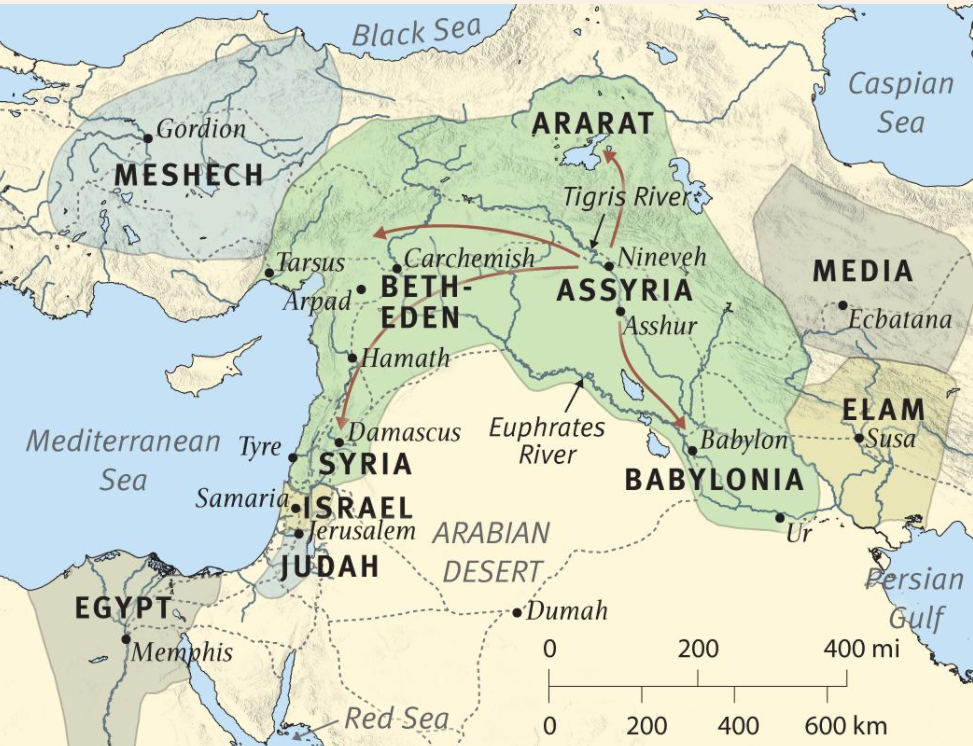 Black Sea
Caspian
Sea
ARARAT
Gordion
MESHECH
Tigris River
Tarsus
Carchemish
Nineveh
MEDIA
Arpad
BETH-
EDEN
ASSYRIA
Asshur
Ecbatana
Hamath
ELAM
Mediterranean
Sea
Tyre
Damascus
Euphrates
River
Babylon
Susa
SYRIA
BABYLONIA
Samaria
ISRAEL
Jerusalem
ARABIAN
DESERT
Ur
JUDAH
Persian
Gulf
EGYPT
Dumah
Memphis
0 200 400 mi
0 200 400 600 km
Red Sea